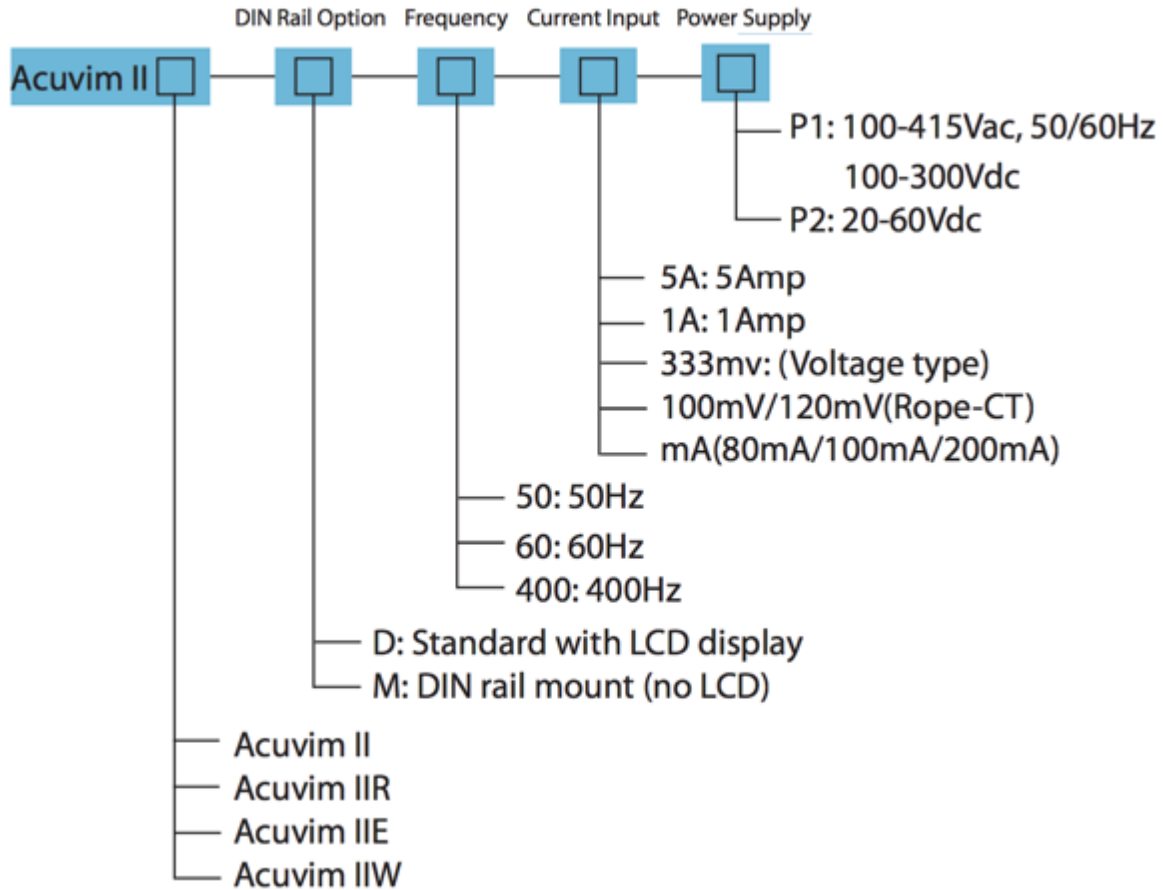 DIN Rail Option Frequency Current Input Power Supply
Acuvim II
P1: 100-415Vac, 50/60Hz
100-300Vdc
P2: 20-60Vdc
5A: 5Amp
1A: 1Amp
333mv: (Voltage type)
100mV/120mV(Rope-CT)
mA(80mA/100mA/200mA)
50: 50Hz
60: 60Hz
400: 400Hz
D: Standard with LCD display
M: DIN rail mount (no LCD)
Acuvim II
Acuvim IIR
Acuvim IIE
Acuvim IIW